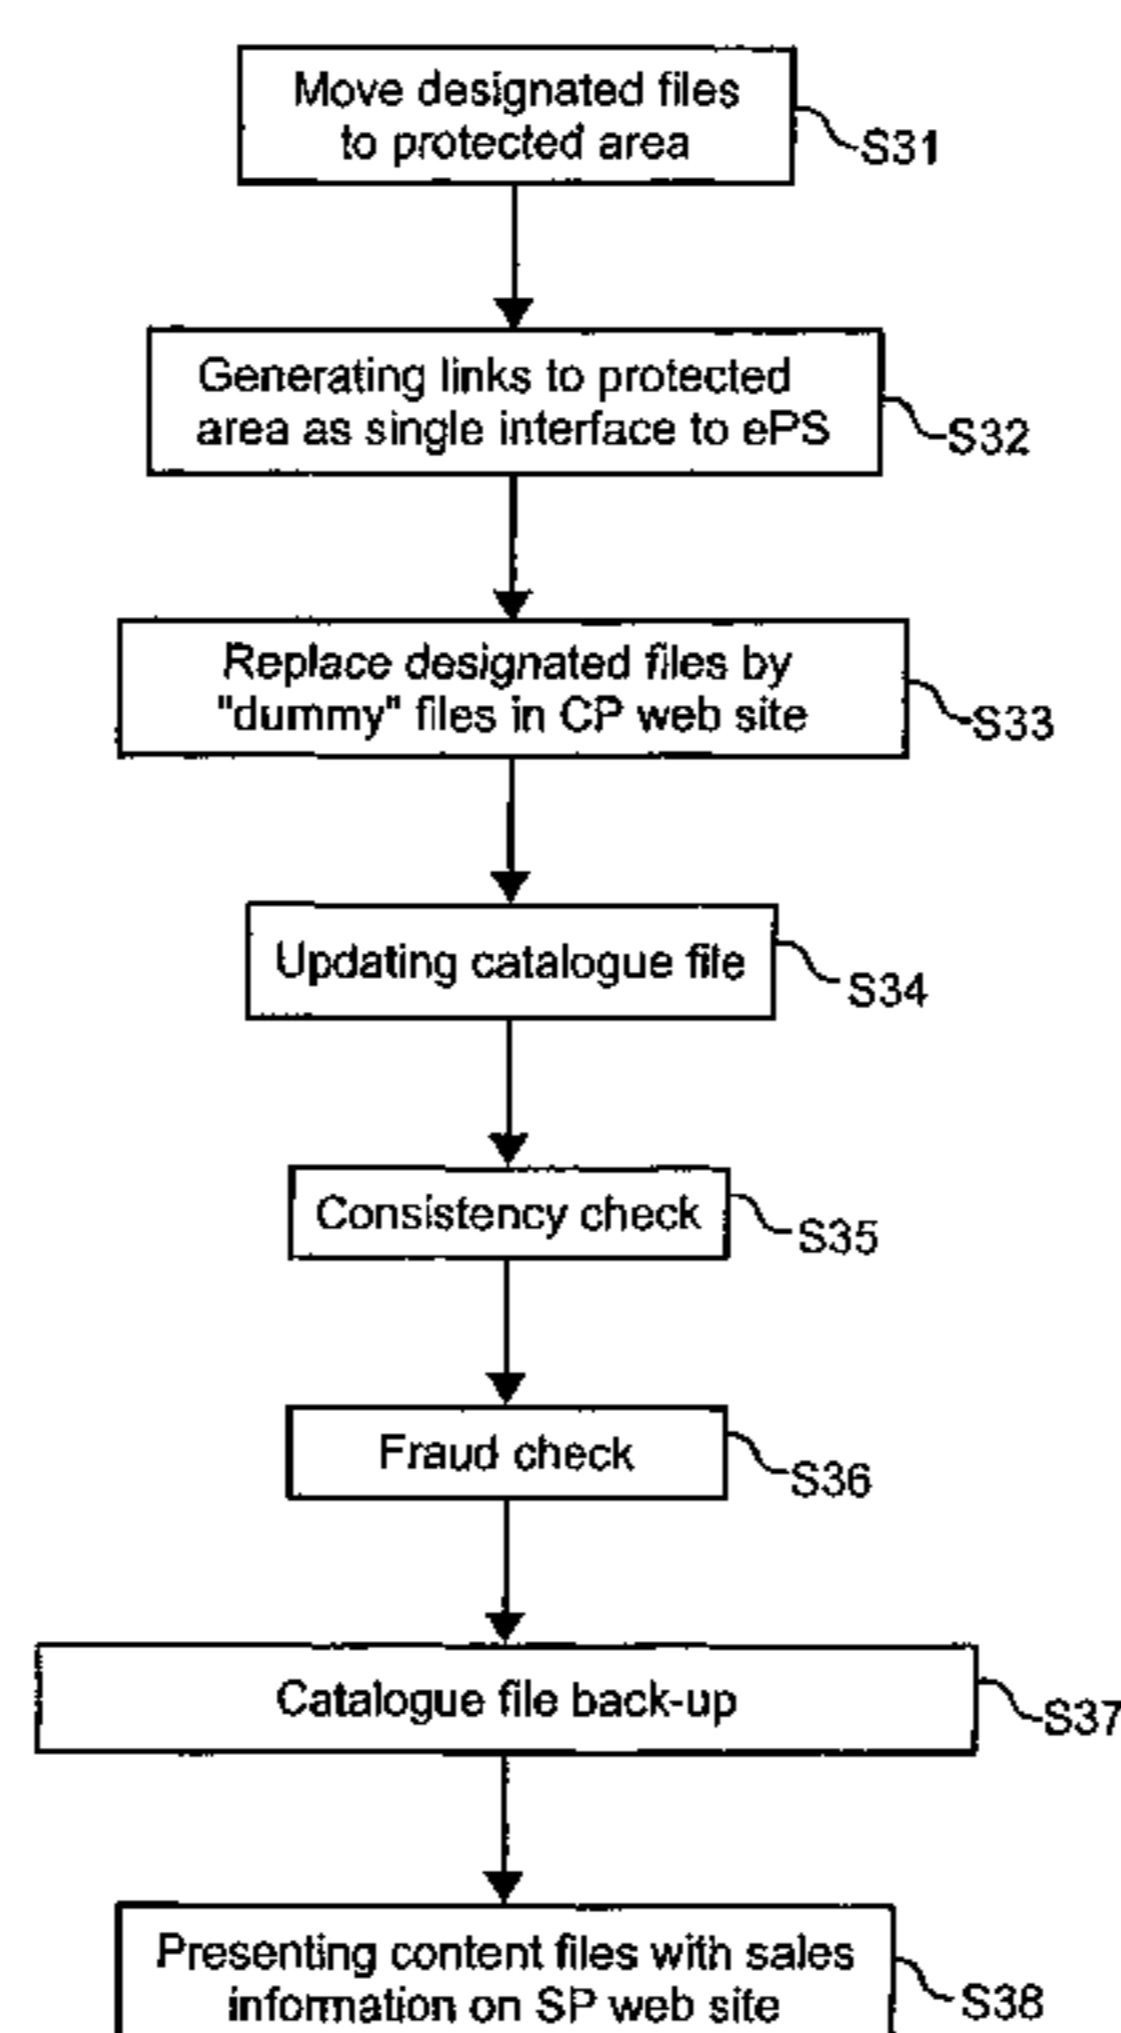 Move designated files
to protected area
S31
Generating links to protected
area as single interface to ePS
S32
Replace designated files by
"dummy" files in CP web site
S33
Updating catalogue file
S34
Consistency check
S35
Fraud check
S36
Catalogue file back-up
S37
Presenting content files with sales
information on SP web site
S38